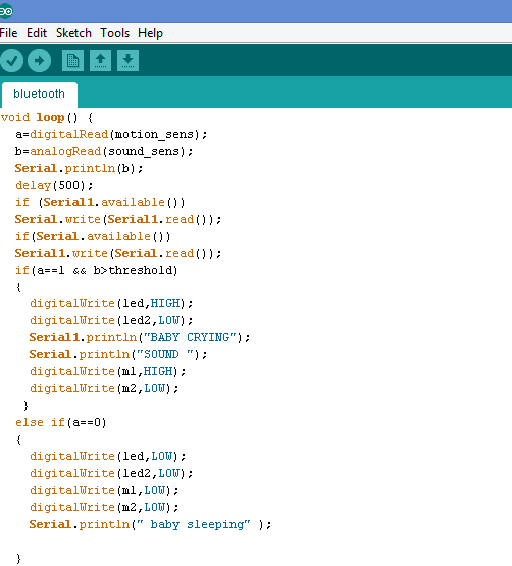 File Edit Sketch Tools Help
bluetooth
void loop() {
  a=digitalRead(motion_sens);
  b=analogRead(sound_sens);
  Serial.println(b);
  delay(500);
  if (Serial1.available())
  Serial.write(Serial1.read());
  if(Serial.available())
  Serial1.write(Serial.read());
  if(a==1 && b>threshold)
  {
    digitalWrite(led,HIGH);
    digitalWrite(led2,LOW);
    Serial1.println("BABY CRYING");
    Serial.println("SOUND ");
    digitalWrite(m1,HIGH);
    digitalWrite(m2,LOW);
   }
  else if(a==0)
  {
    digitalWrite(led,LOW);
    digitalWrite(led2,LOW);
    digitalWrite(m1,LOW);
    digitalWrite(m2,LOW);
    Serial.println(" baby sleeping" );
  }